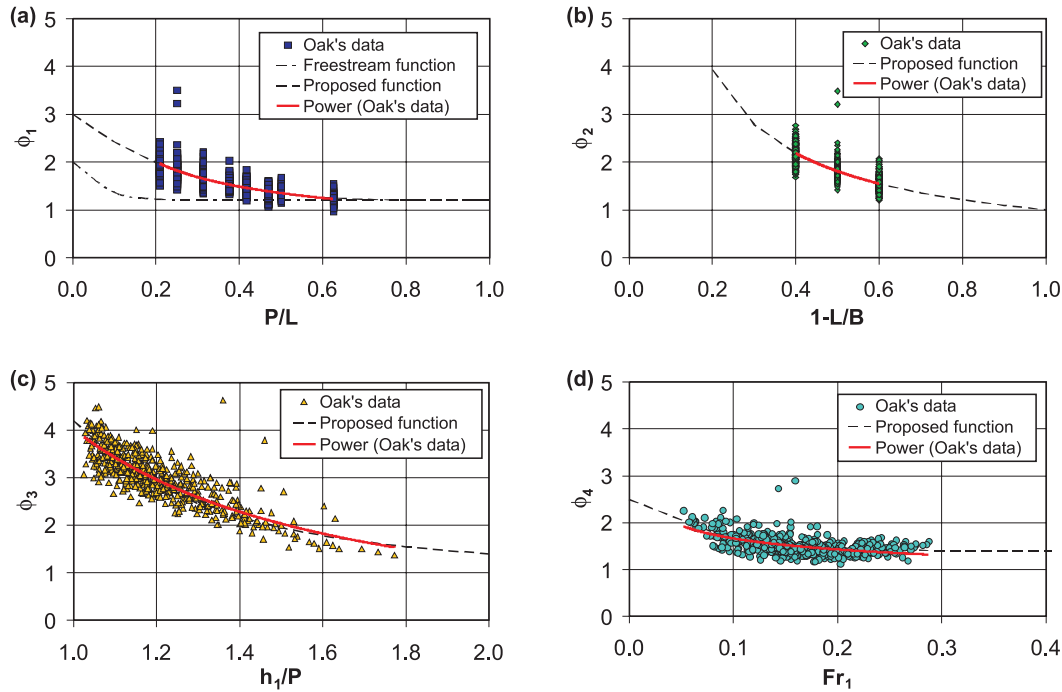 (a)
5
4
3
2
1
0
ϕ1
0.0 0.2 0.4 0.6 0.8 1.0
P/L
Oak's data
Freestream function
Proposed function
Power (Oak's data)
(b)
5
4
3
2
1
0
ϕ2
0.0 0.2 0.4 0.6 0.8 1.0
1-L/B
Oak's data
Proposed function
Power (Oak's data)
(c)
5
4
3
2
1
0
ϕ3
1.0 1.2 1.4 1.6 1.8 2.0
h1/P
Oak's data
Proposed function
Power (Oak's data)
(d)
5
4
3
2
1
0
ϕ4
0.0 0.1 0.2 0.3 0.4
Fr1
Oak's data
Proposed function
Power (Oak's data)